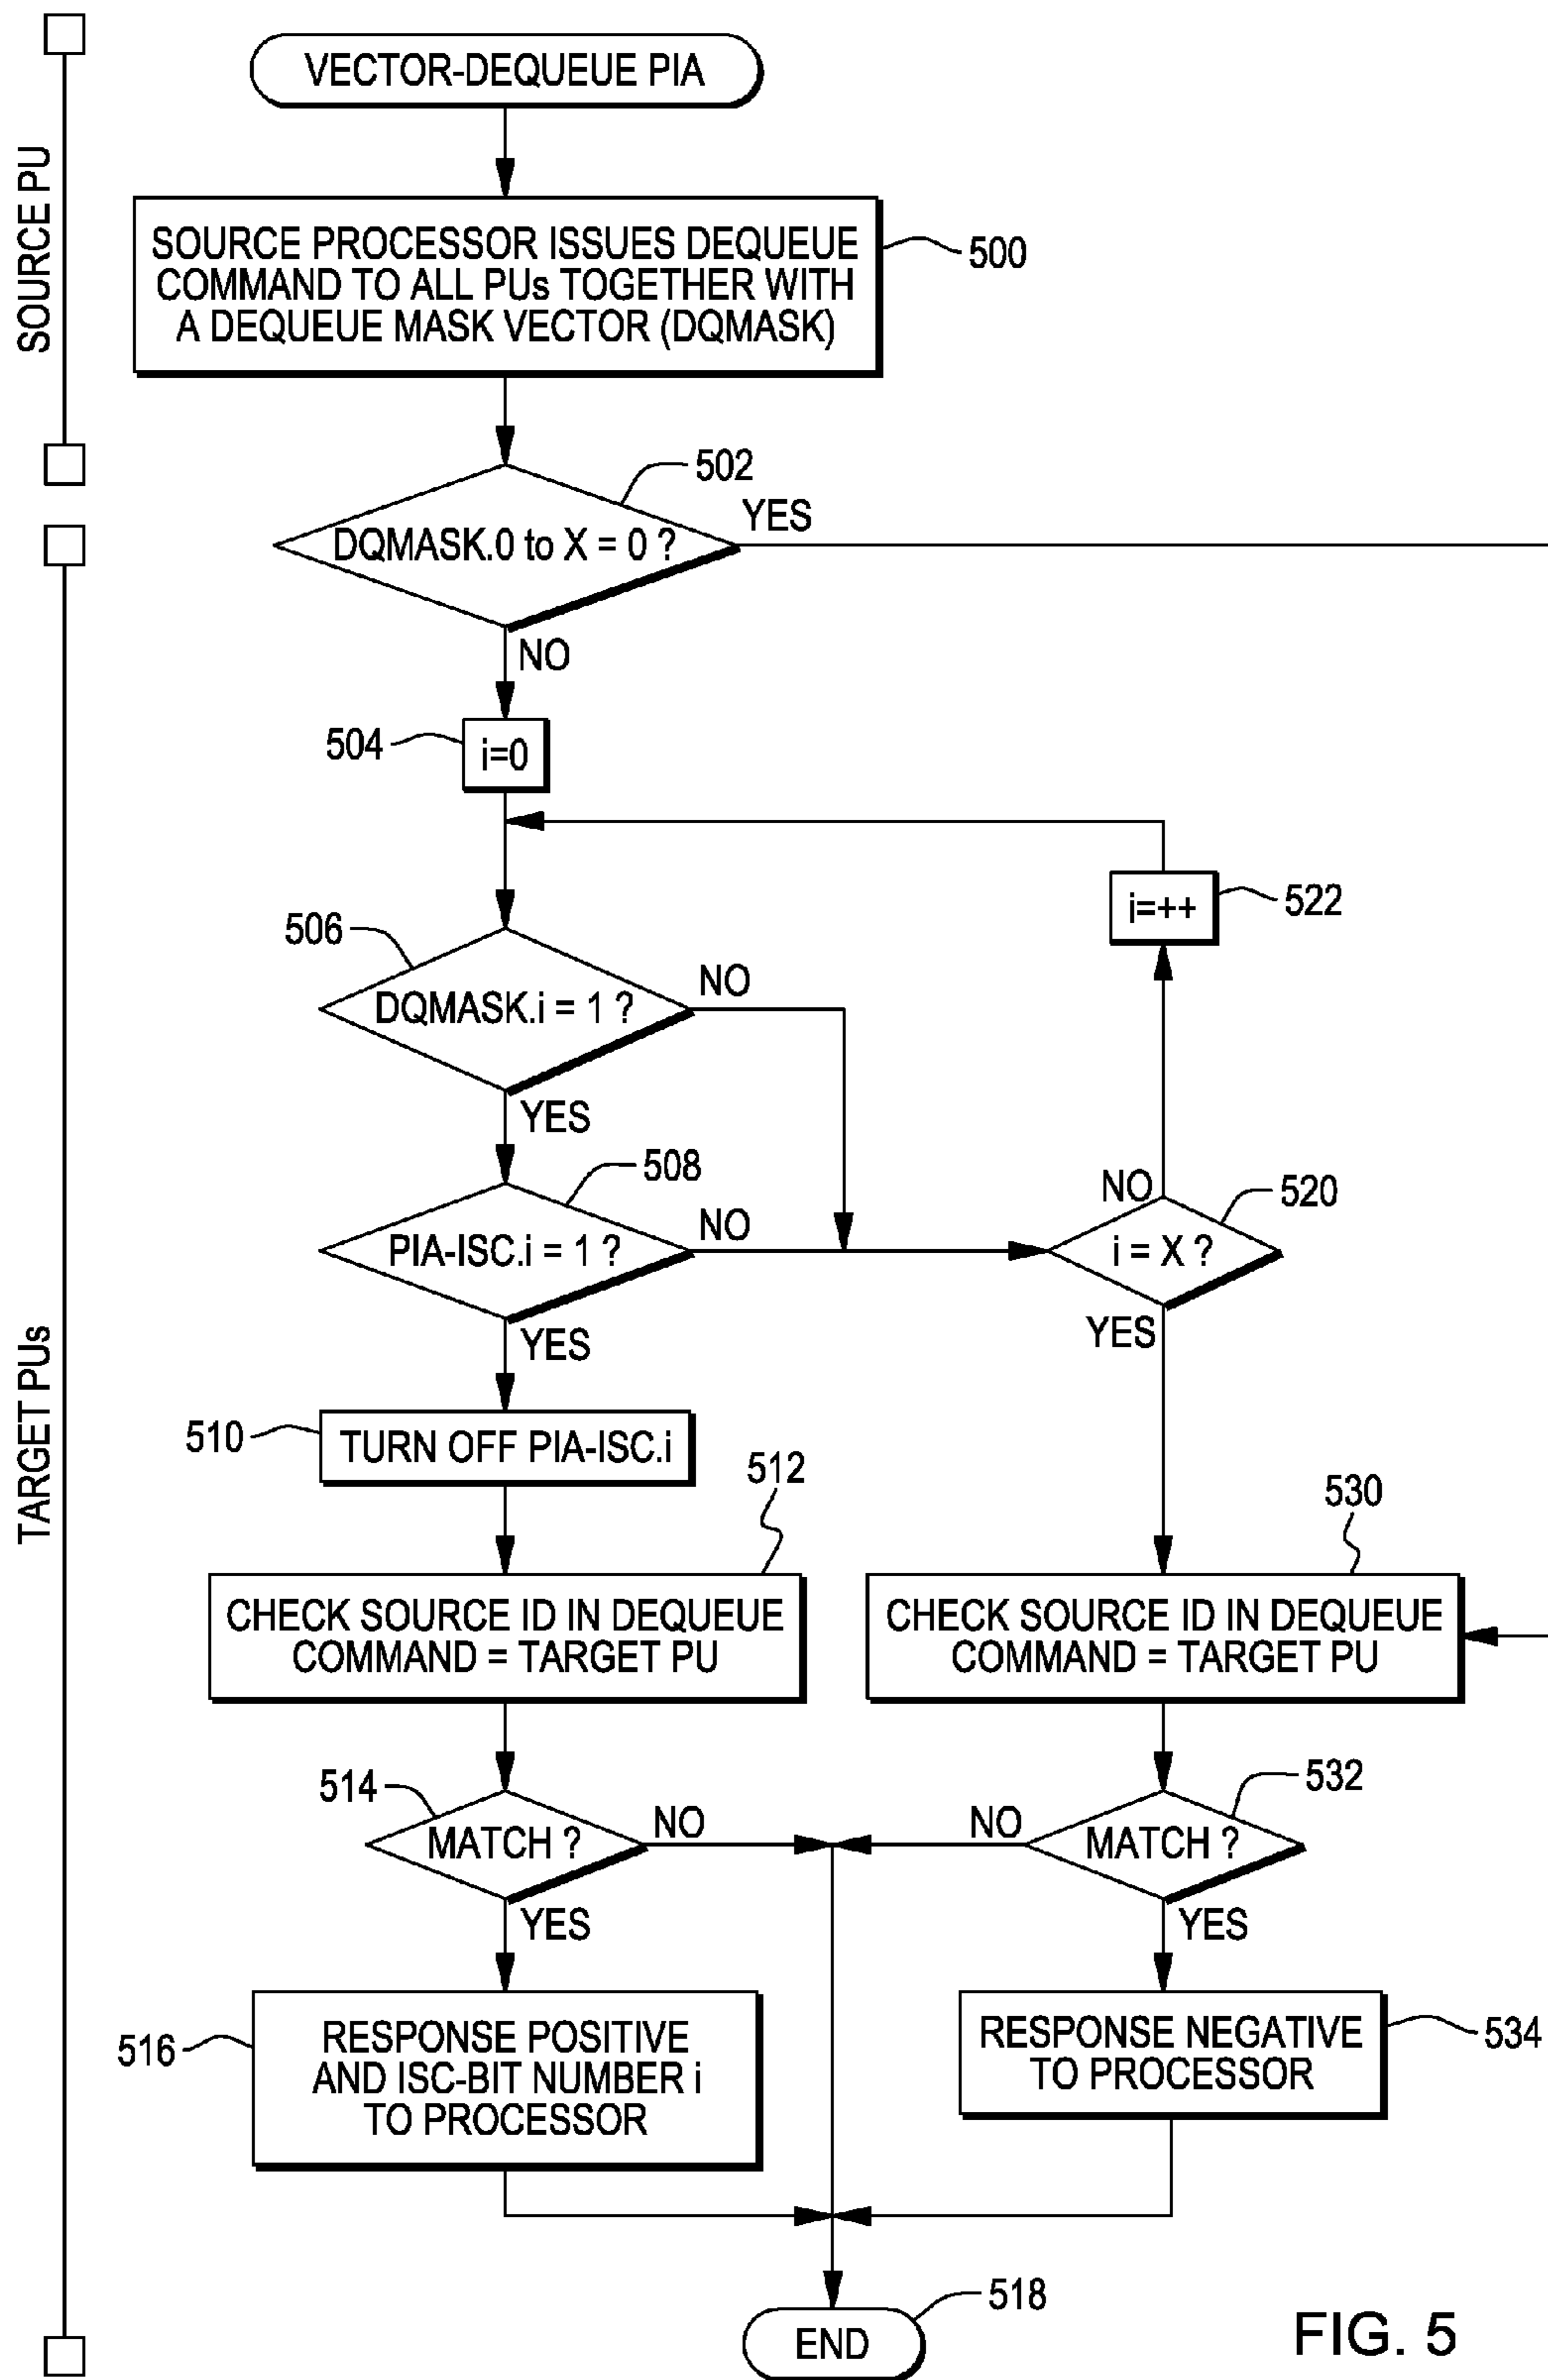 SOURCE PU
VECTOR-DEQUEUE PIA
SOURCE PROCESSOR ISSUES DEQUEUE
COMMAND TO ALL PUs TOGETHER WITH
A DEQUEUE MASK VECTOR (DQMASK)
500
502
DQMASK.0 to X = 0 ?
YES
NO
504
i=0
522
i=++
506
DQMASK.i = 1 ?
NO
YES
508
PIA-ISC.i = 1 ?
NO
YES
520
NO
i = X ?
YES
TARGET PUs
510
TURN OFF PIA-ISC.i
512
CHECK SOURCE ID IN DEQUEUE
COMMAND = TARGET PU
530
CHECK SOURCE ID IN DEQUEUE
COMMAND = TARGET PU
514
MATCH ?
NO
YES
532
NO
MATCH ?
YES
516
RESPONSE POSITIVE
AND ISC-BIT NUMBER i
TO PROCESSOR
RESPONSE NEGATIVE
TO PROCESSOR
534
518
END
FIG. 5